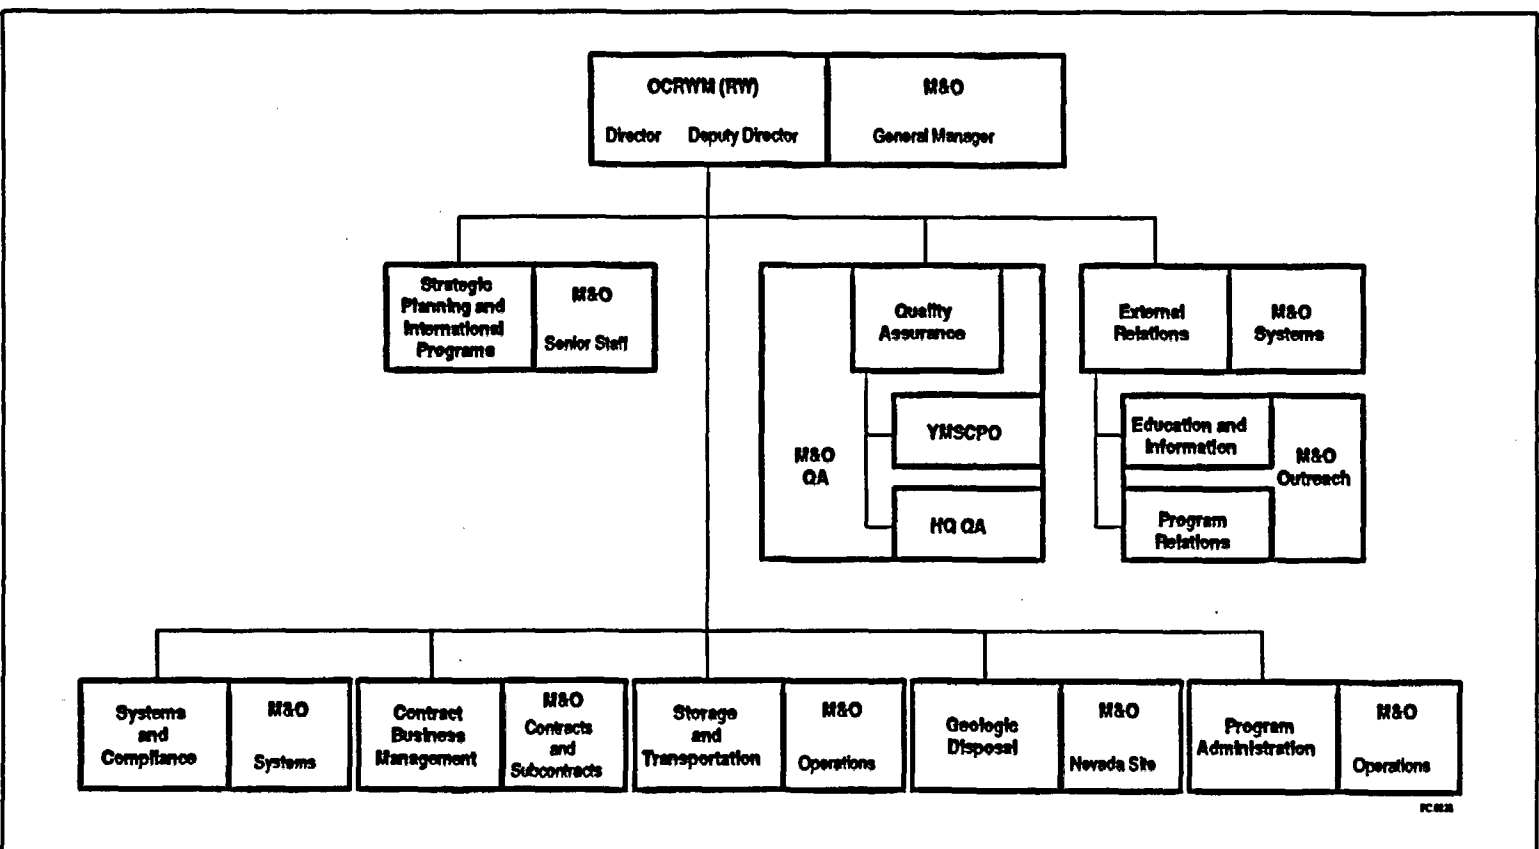 OCRWM (RW)
Director Deputy Director
M&O
General Manager
Strategic
Planning and
International
Programs
M&O
Senior Staff
Quality
Assurance
YMSCPO
HQ QA
M&O
QA
External
Relations
M&O
Systems
Education and
Information
Program
Relations
M&O
Outreach
Systems
and
Compliance
M&O
Systems
Contract
Business
Management
M&O
Contracts
and
Subcontracts
Storage
and
Transportation
M&O
Operations
Geologic
Disposal
M&O
Nevada Site
Program
Administration
M&O
Operations